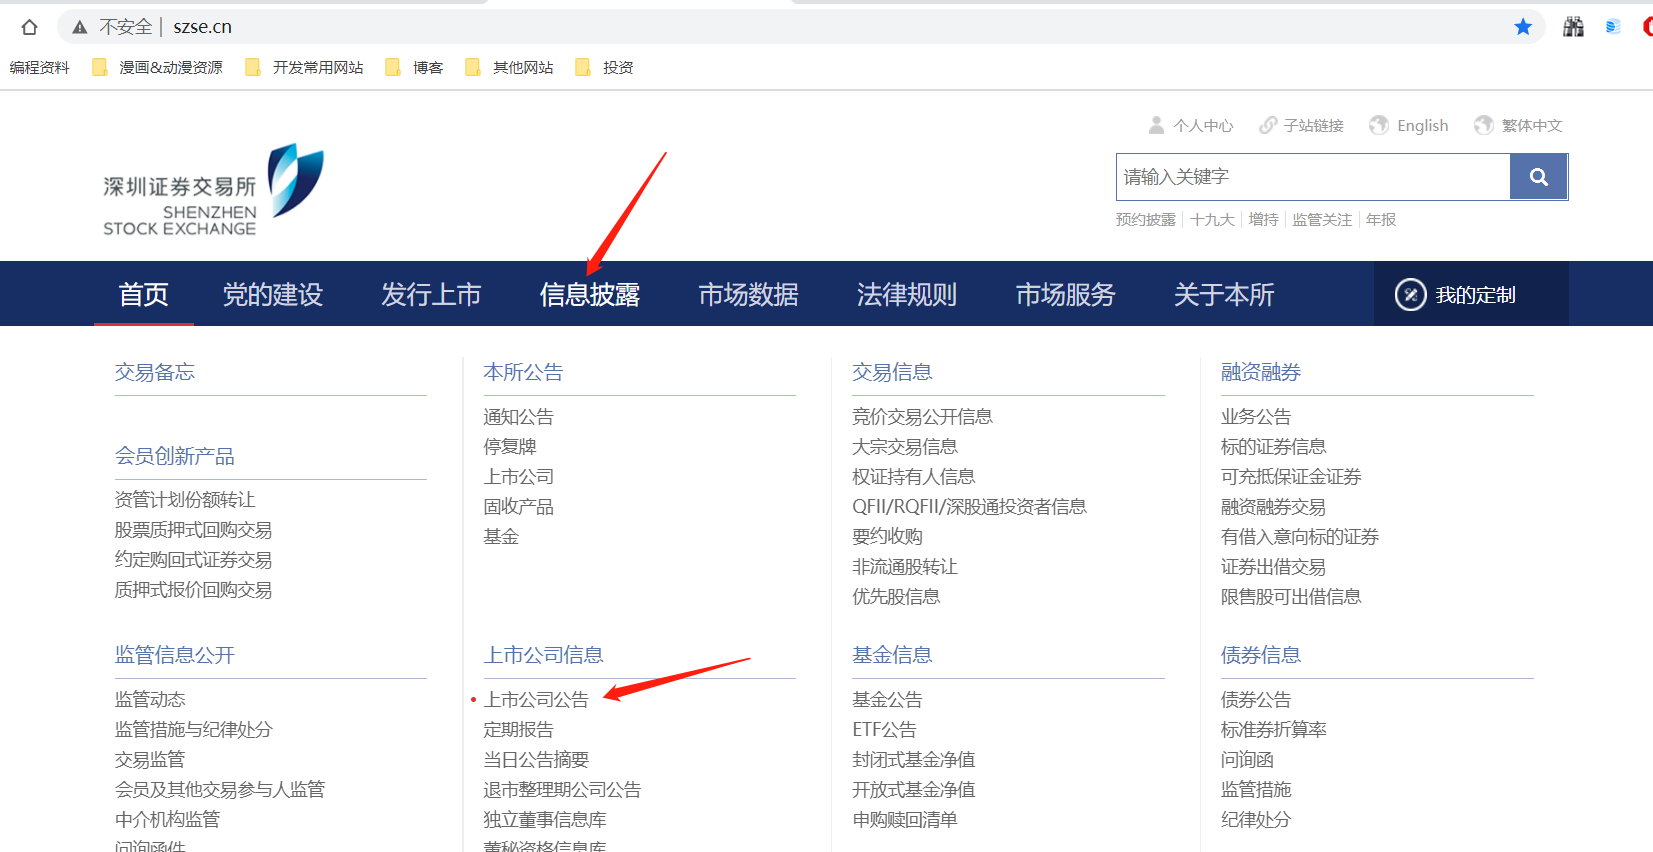 不安全 | szse.cn
编程资料 漫画&动漫资源 开发常用网站 博客 其他网站 投资
个人中心 子站链接 English 繁体中文
深圳证券交易所
SHENZHEN
STOCK EXCHANGE
请输入关键字
预约披露 | 十九大 | 增持 | 监管关注 | 年报
首页 党的建设 发行上市 信息披露 市场数据 法律规则 市场服务 关于本所 我的定制
交易备忘
会员创新产品
资管计划份额转让
股票质押式回购交易
约定购回式证券交易
质押式报价回购交易
本所公告
通知公告
停复牌
上市公司
固收产品
基金
交易信息
竞价交易公开信息
大宗交易信息
权证持有人信息
QFII/RQFII/深股通投资者信息
要约收购
非流通股转让
优先股信息
融资融券
业务公告
标的证券信息
可充抵保证金证券
融资融券交易
有借入意向标的证券
证券出借交易
限售股可出借信息
监管信息公开
监管动态
监管措施与纪律处分
交易监管
会员及其他交易参与人监管
中介机构监管
问询函件
上市公司信息
上市公司公告
定期报告
当日公告摘要
退市整理期公司公告
独立董事信息库
董秘资格信息库
基金信息
基金公告
ETF公告
封闭式基金净值
开放式基金净值
申购赎回清单
债券信息
债券公告
标准券折算率
问询函
监管措施
纪律处分